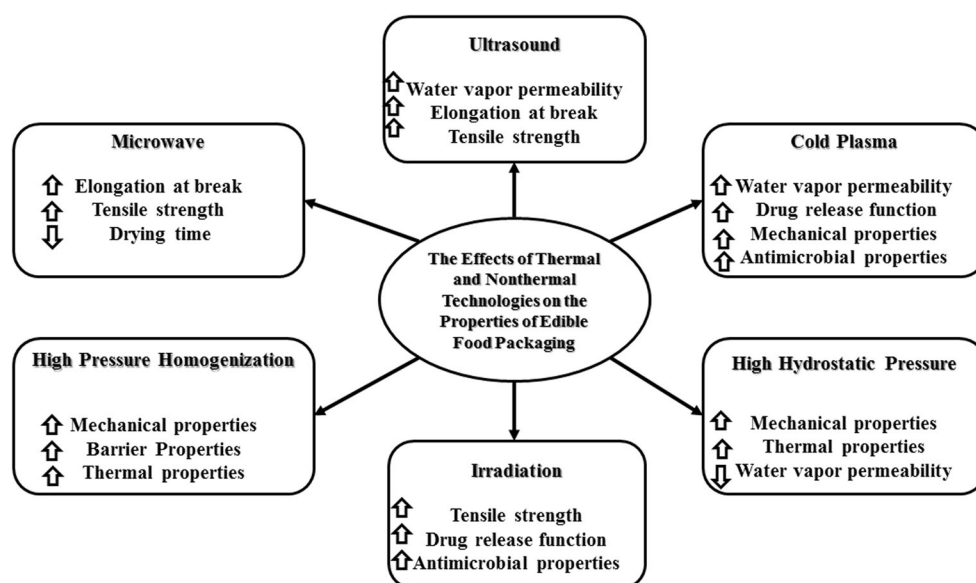 Ultrasound
Water vapor permeability
Elongation at break
Tensile strength
Microwave
Elongation at break
Tensile strength
Drying time
Cold Plasma
Water vapor permeability
Drug release function
Mechanical properties
Antimicrobial properties
The Effects of Thermal
and Nonthermal
Technologies on the
Properties of Edible
Food Packaging
High Pressure Homogenization
Mechanical properties
Barrier Properties
Thermal properties
High Hydrostatic Pressure
Mechanical properties
Thermal properties
Water vapor permeability
Irradiation
Tensile strength
Drug release function
Antimicrobial properties